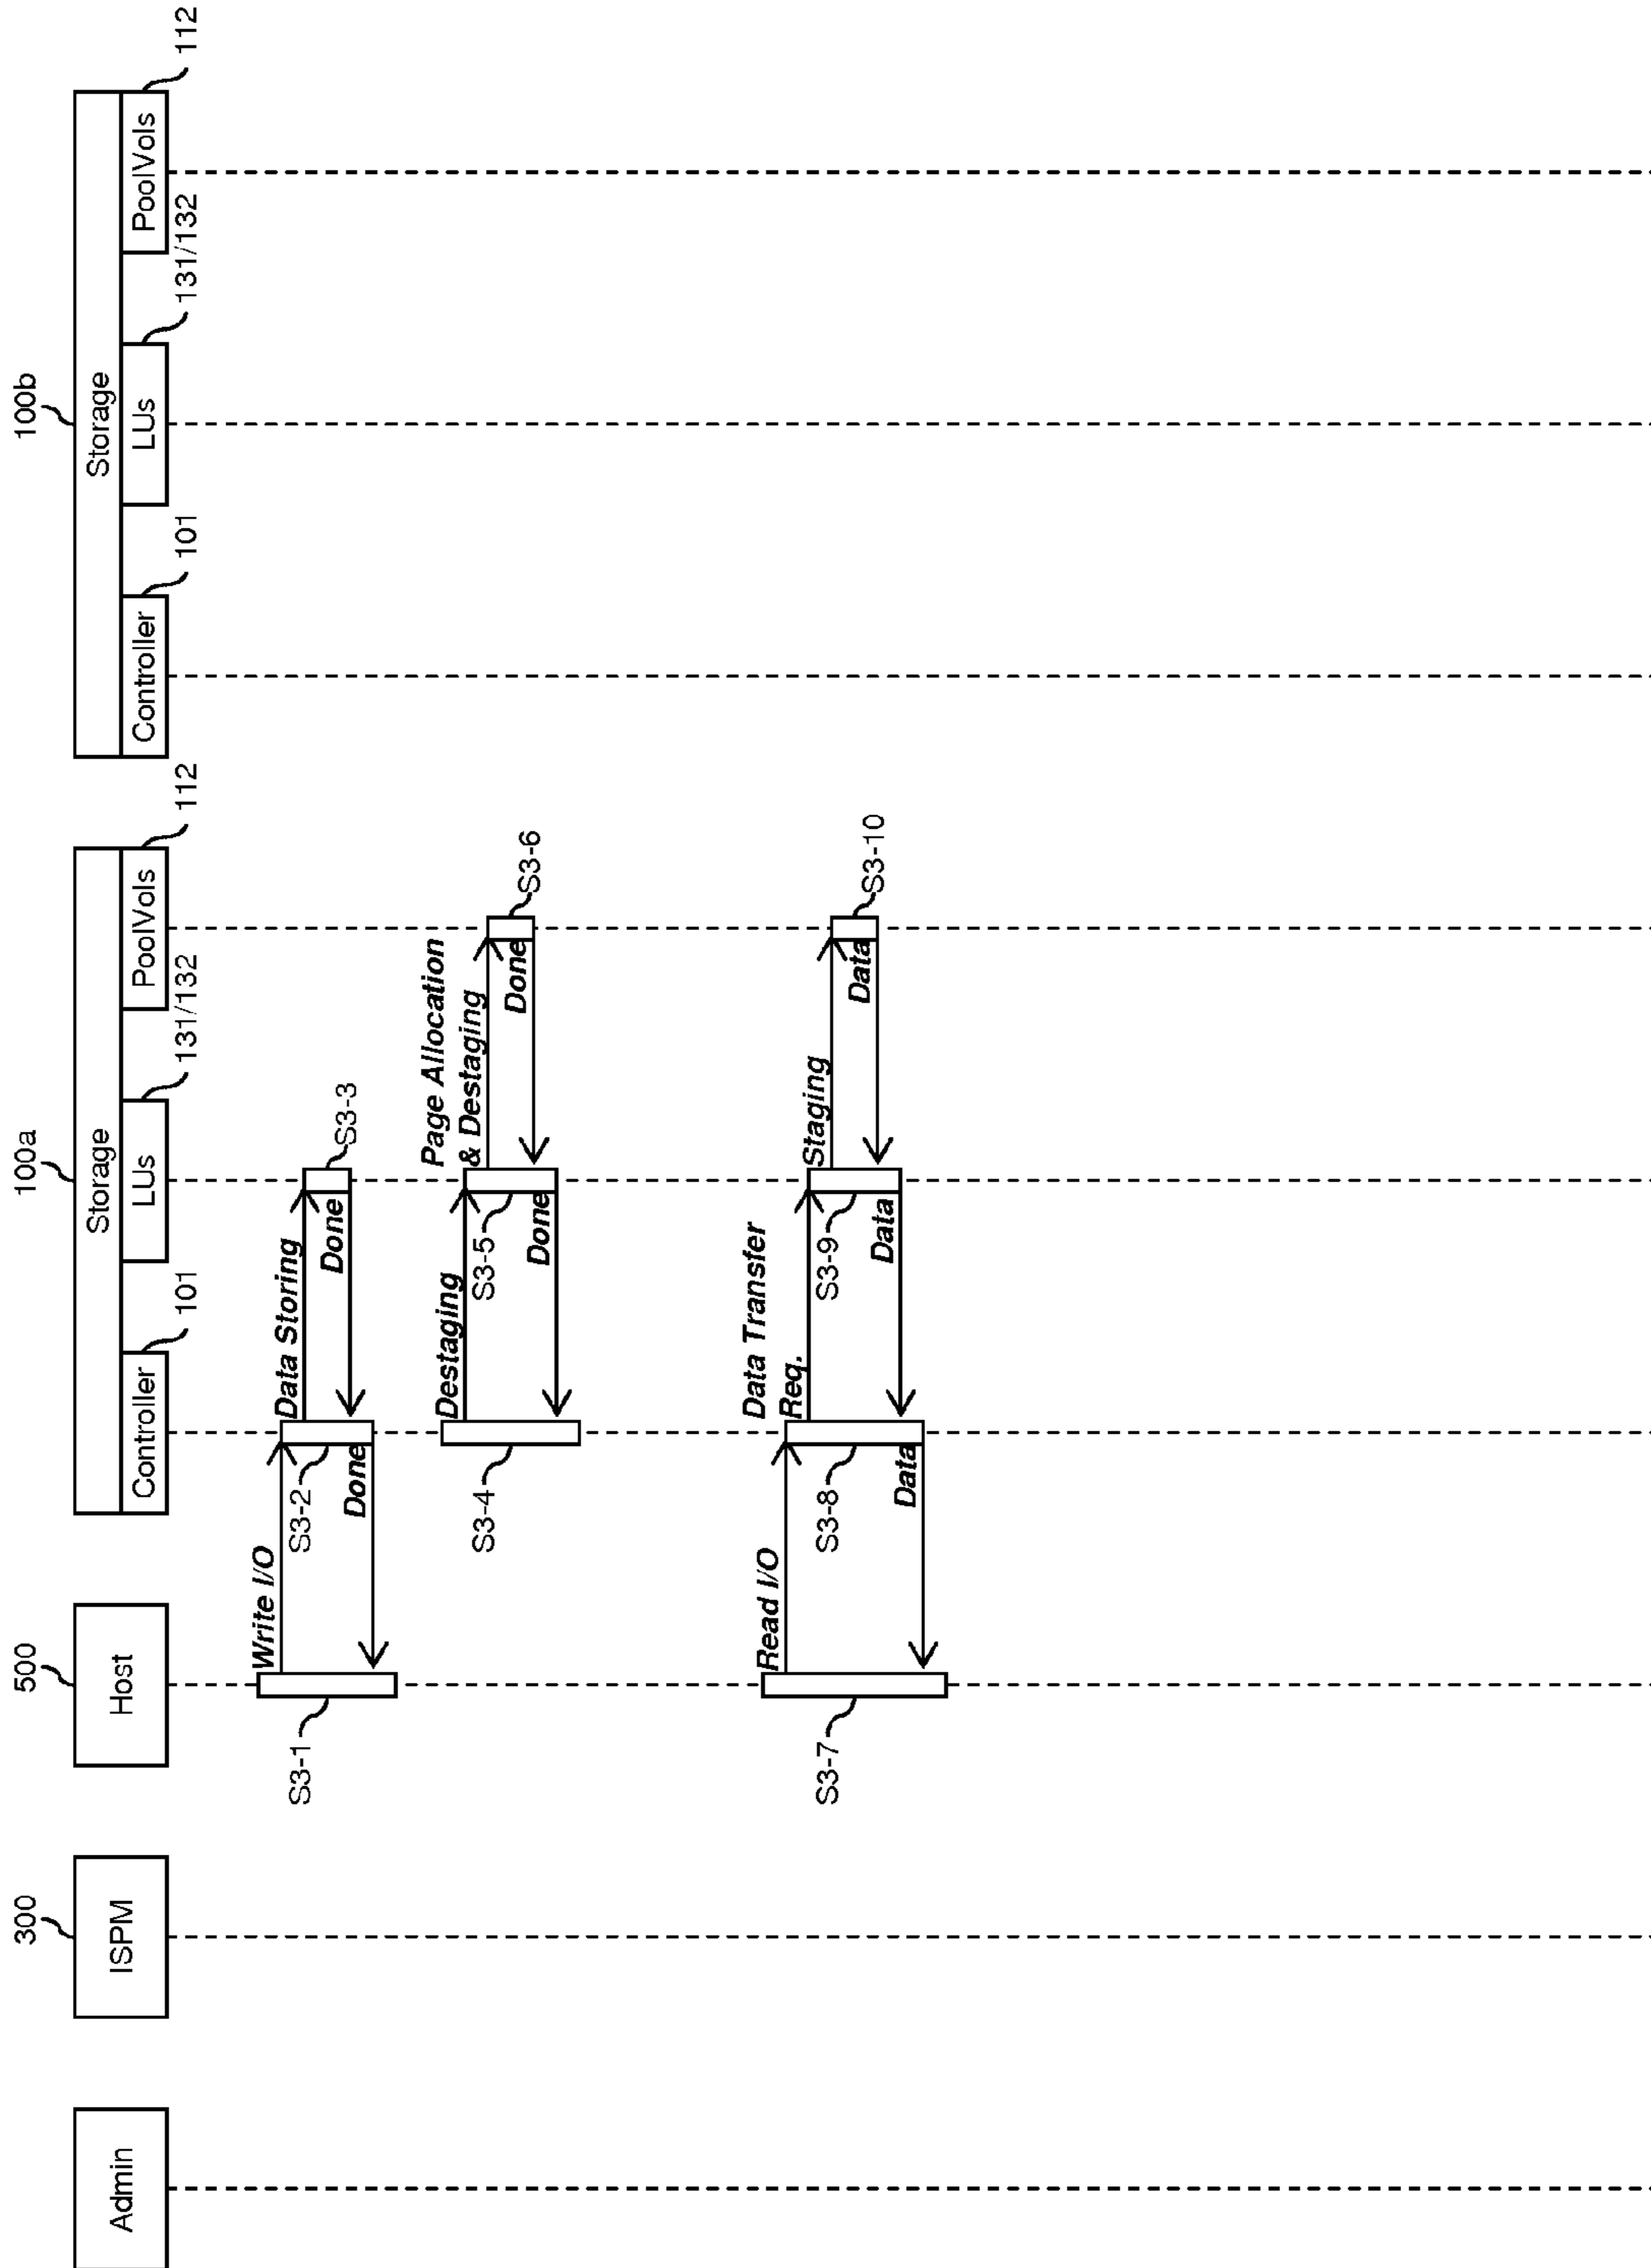 300
500
100a
100b
Admin
ISPM
Host
Storage
Storage
Controller
LUs
PoolVols
Controller
LUs
PoolVols
101
131/132
112
101
131/132
112
Write I/O
S3-1
S3-2
Data Storing
Done
Done
S3-3
Destaging
S3-4
S3-5
Page Allocation
& Destaging
Done
Done
S3-6
Read I/O
S3-7
S3-8
Data Transfer
Req.
S3-9
Staging
S3-10
Data
Data
Data